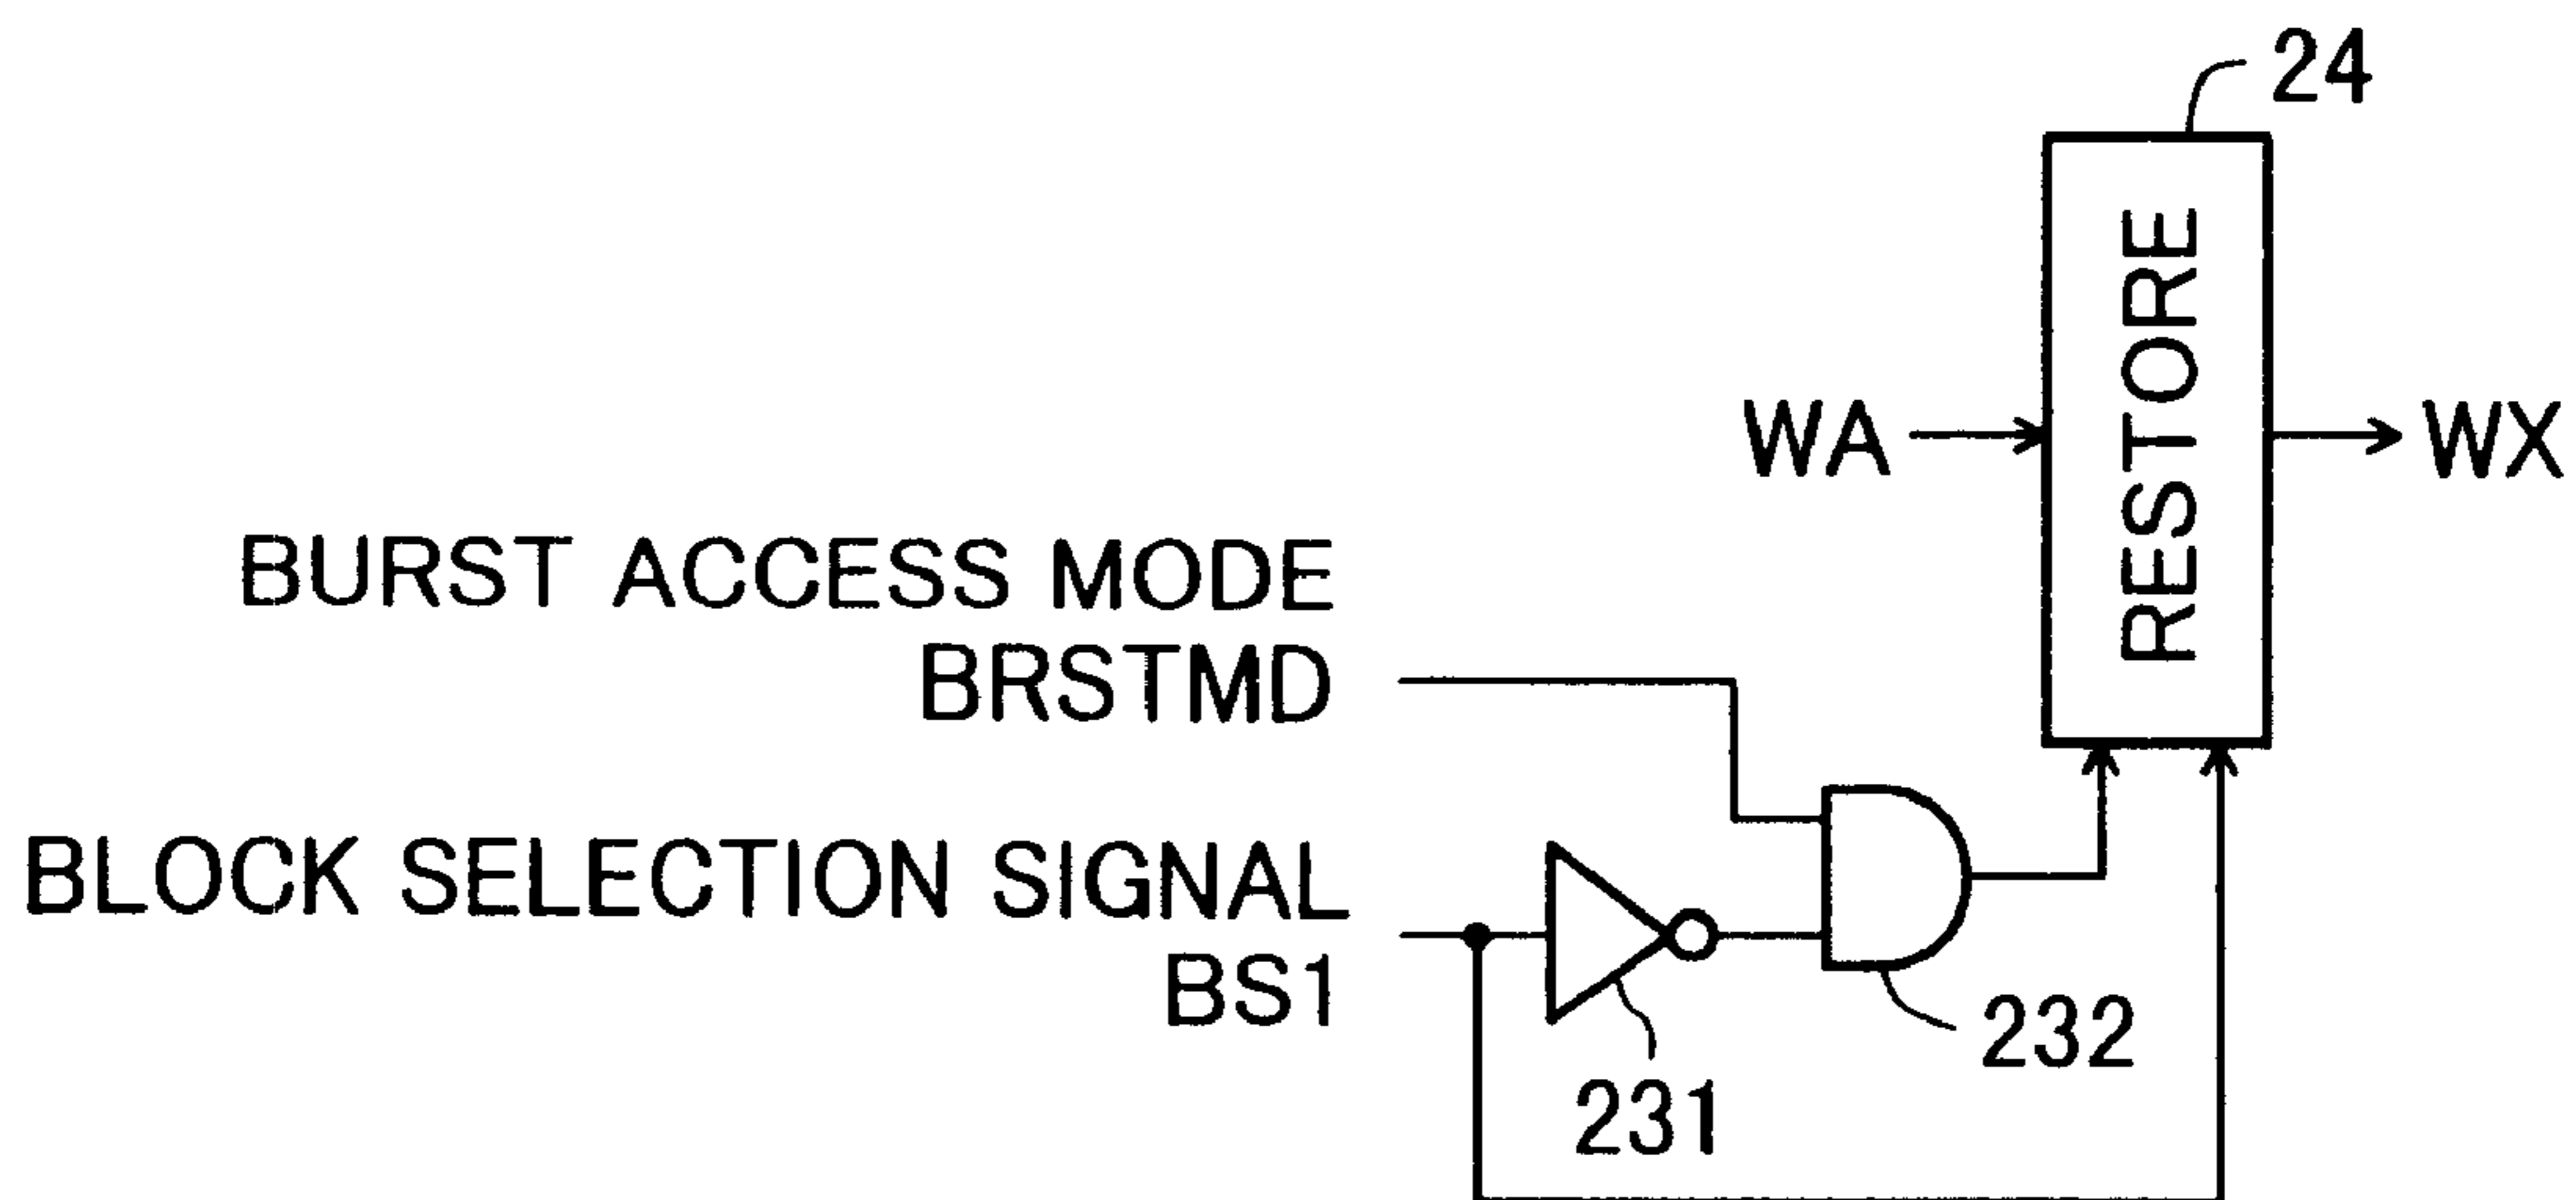 24
RESTORE
WA
WX
BURST ACCESS MODE
BRSTMD
BLOCK SELECTION SIGNAL
BS1
232
231